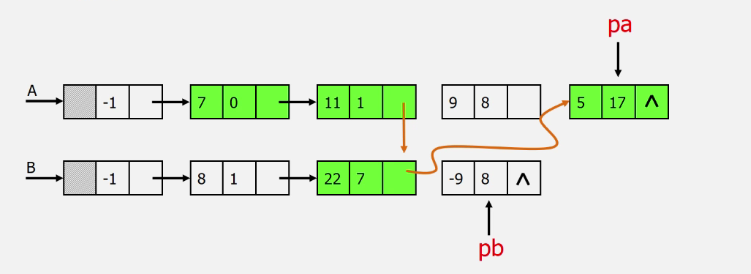 pa
A -1 7 0 11 1 9 8 5 17 ^
B -1 8 1 22 7 -9 8 ^
pb